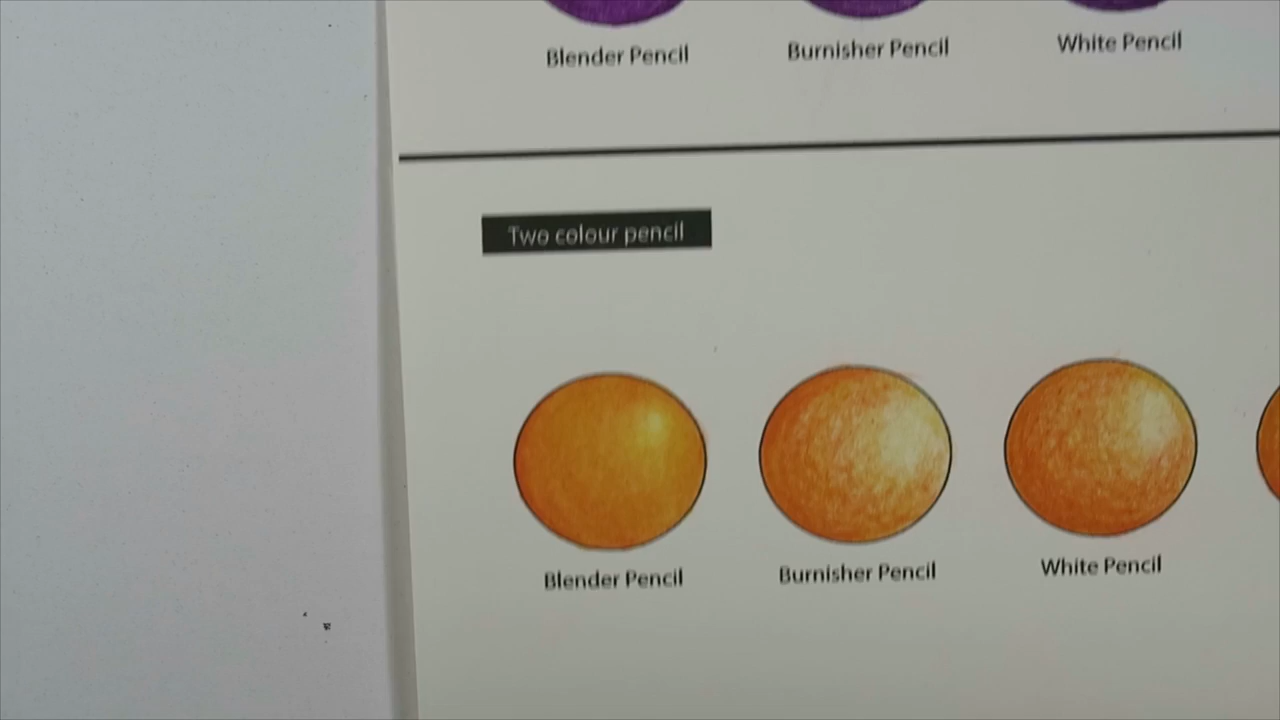 Blender Pencil
Burnisher Pencil
White Pencil
Two colour pencil
Blender Pencil
Burnisher Pencil
White Pencil